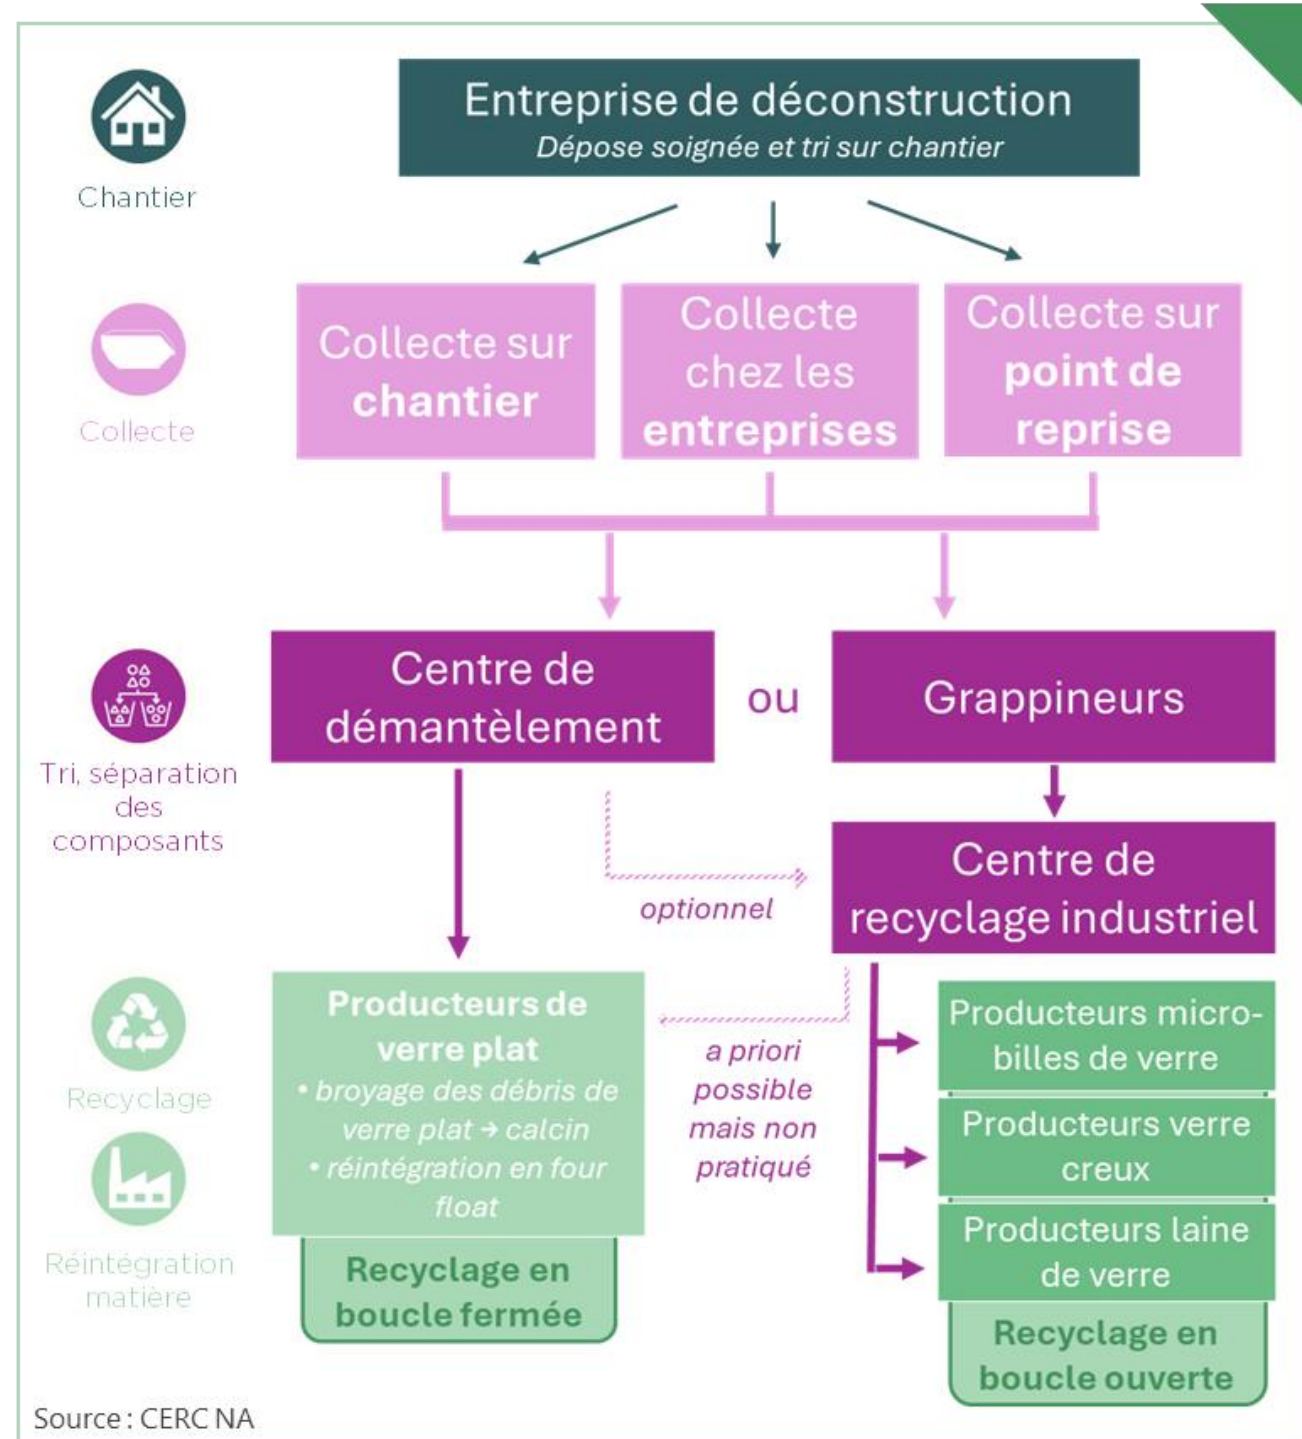 Entreprise de déconstruction
Dépose soignée et tri sur chantier
Chantier
Collecte sur
chantier
Collecte
chez les
entreprises
Collecte sur
point de
reprise
Collecte
Centre de
démantèlement
ou
Grappineurs
Tri, séparation
des
composants
Centre de
recyclage industriel
optionnel
Producteurs de
verre plat
• broyage des débris de
verre plat → calcin
• réintégration en four
float
Recyclage en
boucle fermée
a priori
possible
mais non
pratiqué
Producteurs micro-
billes de verre
Producteurs verre
creux
Producteurs laine
de verre
Recyclage en
boucle ouverte
Recyclage
Réintégration
matière
Source : CERC NA